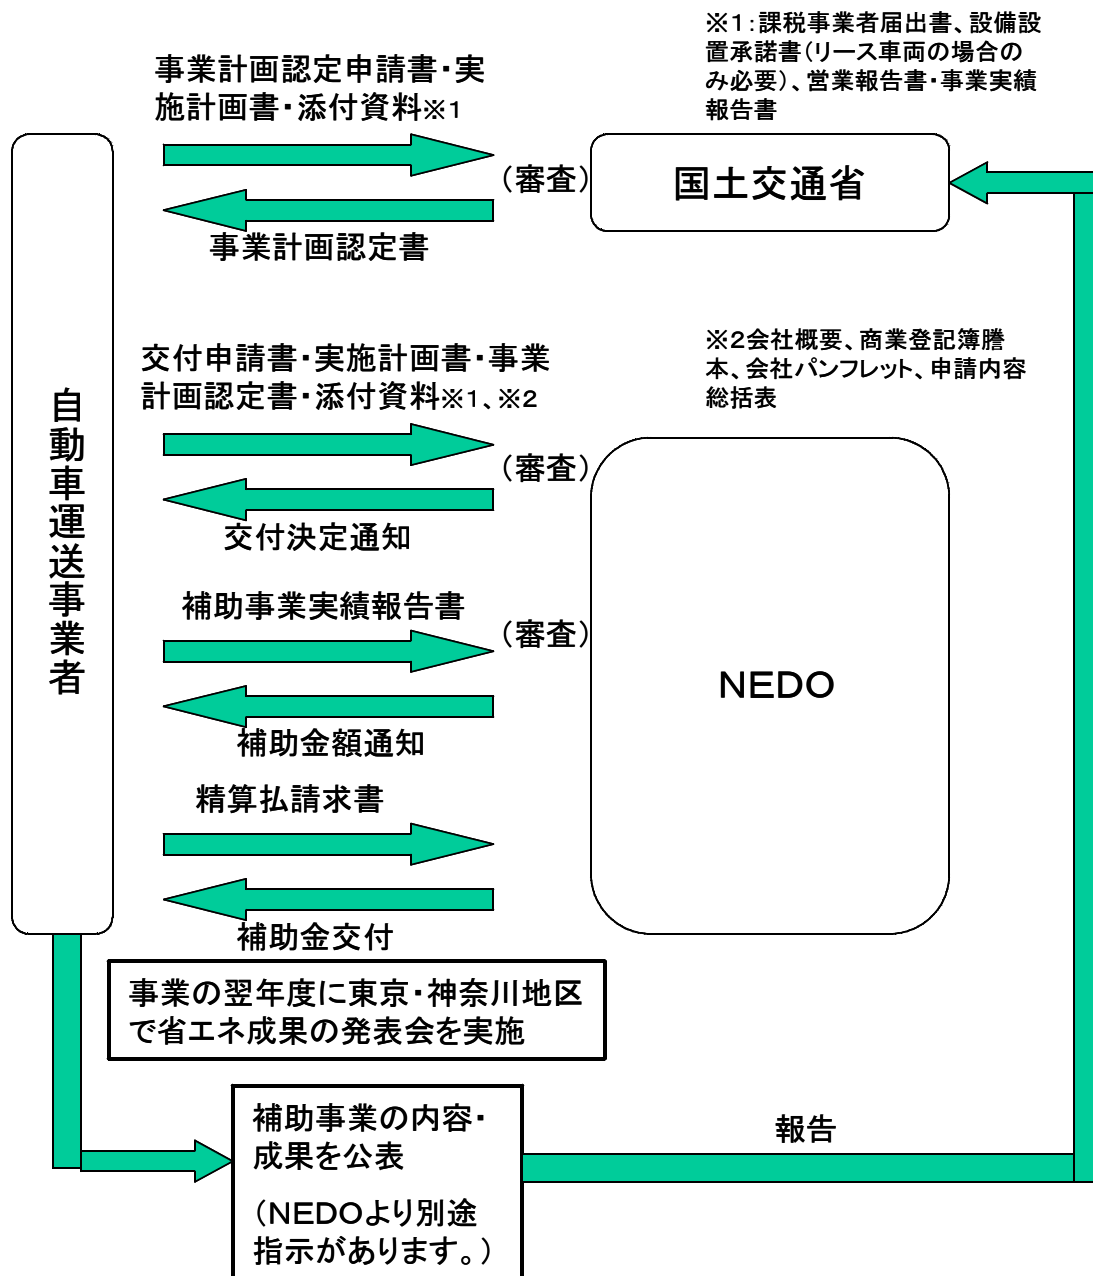 ※1：課税事業者届出書、設備設
置承諾書（リース車両の場合の
み必要）、営業報告書・事業実績
報告書
事業計画認定申請書・実
施計画書・添付資料※1
（審査）
国土交通省
事業計画認定書
※2会社概要、商業登記簿謄
本、会社パンフレット、申請内容
総括表
交付申請書・実施計画書・事業
計画認定書・添付資料※1、※2
（審査）
交付決定通知
自動車運送事業者
補助事業実績報告書
（審査）
NEDO
補助金額通知
精算払請求書
補助金交付
事業の翌年度に東京・神奈川地区
で省エネ成果の発表会を実施
補助事業の内容・
成果を公表
（NEDOより別途
指示があります。）
報告